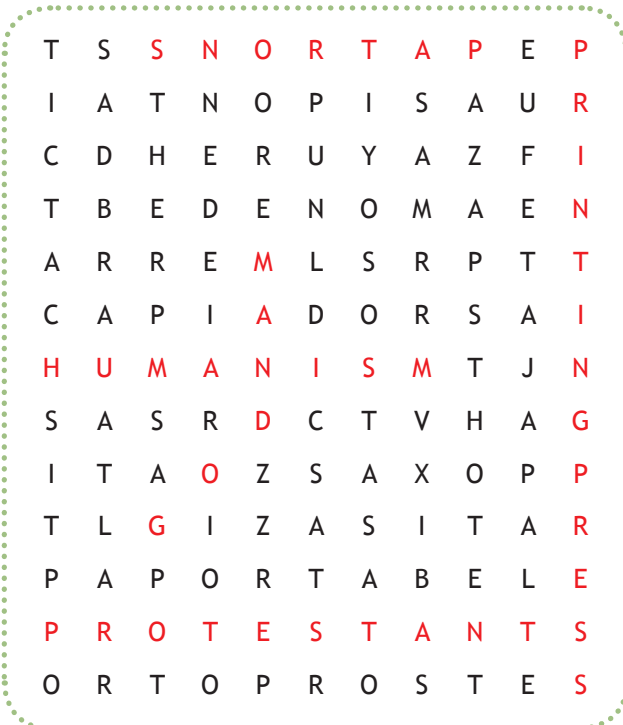 T S S N O R T A P E P
I A T N O P I S A U R
C D H E R U Y A Z F I
T B E D E N O M A E N
A R R E M L S R P T T
C A P I A D O R S A I
H U M A N I S M T J N
S A S R D C T V H A G
I T A O Z S A X O P P
T L G I Z A S I T A R
P A P O R T A B E L E
P R O T E S T A N T S
O R T O P R O S T E S